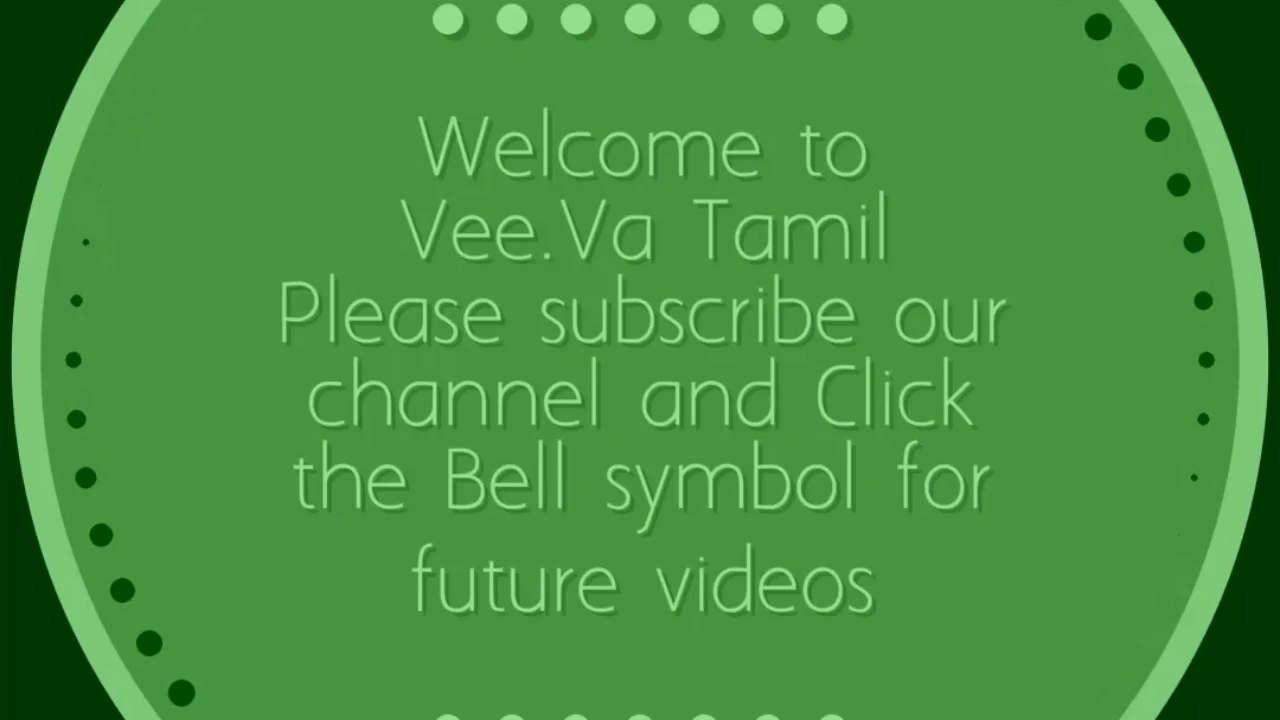 Welcome to
Vee.Va Tamil
Please subscribe our
channel and Click
the Bell symbol for
future videos